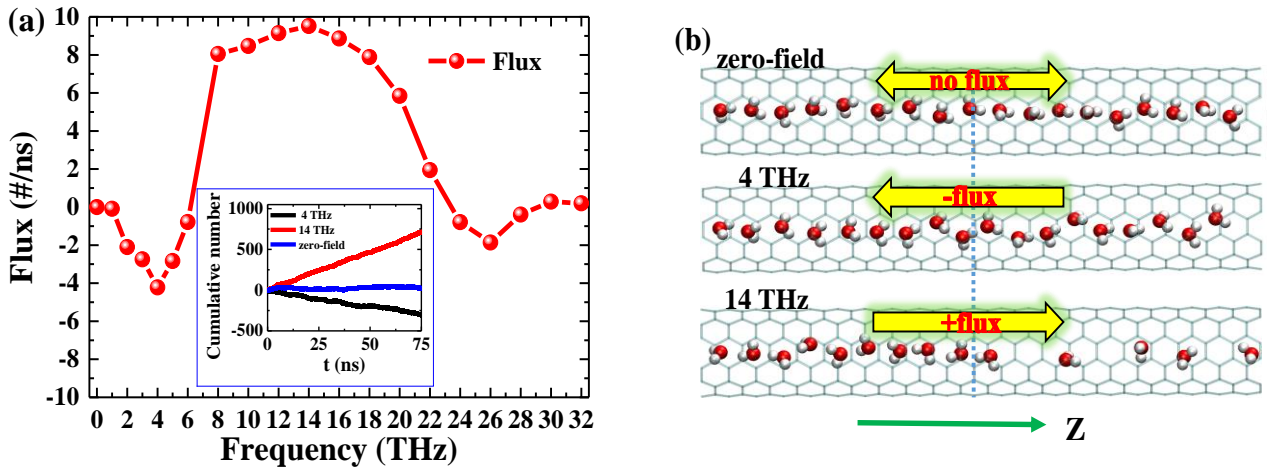 (a)
Flux (#/ns)
10
8
6
4
2
0
-2
-4
-6
-8
-10
Flux
Cumulative number
1000
500
0
-500
4 THz
14 THz
zero-field
0 25 50 75
t (ns)
0 2 4 6 8 10 12 14 16 18 20 22 24 26 28 30 32
Frequency (THz)
(b)
zero-field
no flux
4 THz
-flux
14 THz
+flux
Z